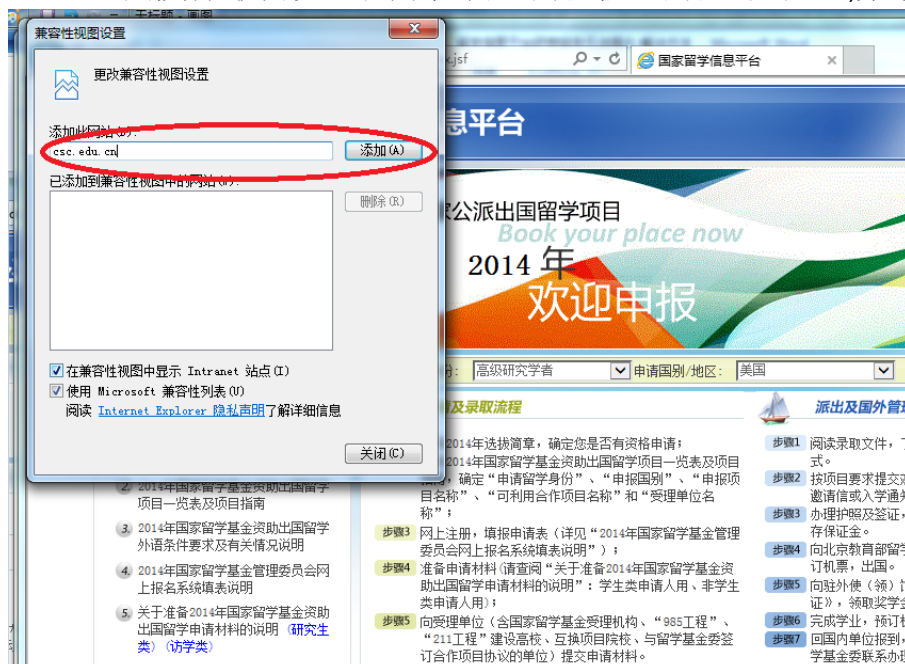 无标题 - 画图
兼容性视图设置
更改兼容性视图设置
添加此网站(D):
csc.edu.cn
添加(A)
已添加到兼容性视图中的网站(W):
删除(R)
在兼容性视图中显示 Intranet 站点(I)
使用 Microsoft 兼容性列表(U)
阅读 Internet Explorer 隐私声明了解详细信息
关闭(C)
.jsf
国家留学信息平台
息平台
公派出国留学项目
Book your place now
2014 年
欢迎申报
高级研究学者
申请国别/地区:
美国
及录取流程
派出及国外管
2014年选拔简章，确定您是否有资格申请;
2014年国家留学基金资助出国留学项目一览表及项目
，确定“申请留学身份”、“申报国别”、“申报项
目名称”、“可利用合作项目名称”和“受理单位名
称”;
步骤3 网上注册，填报申请表（详见“2014年国家留学基金管理
委员会网上报名系统填表说明”）;
步骤4 准备申请材料(请查阅“关于准备2014年国家留学基金资
助出国留学申请材料的说明”: 学生类申请人用、非学生
类申请人用);
步骤5 向受理单位（含国家留学基金受理机构、“985工程”、
“211工程”建设高校、互换项目院校、与留学基金委签
订合作项目协议的单位）提交申请材料。
2. 2014年国家留学基金资助出国留学
项目一览表及项目指南
3. 2014年国家留学基金资助出国留学
外语条件要求及有关情况说明
4. 2014年国家留学基金管理委员会网
上报名系统填表说明
5. 关于准备2014年国家留学基金资助
出国留学申请材料的说明（研究生
类）（访学类）
步骤1 阅读录取文件，
式。
步骤2 按项目要求提交
邀请信或入学通
步骤3 办理护照及签证，
存保证金。
步骤4 向北京教育部留学
订机票，出国。
步骤5 向驻外使（领）
证》，领取奖学金
步骤6 完成学业，预订
步骤7 回国内单位报到，
学基金委联系办理